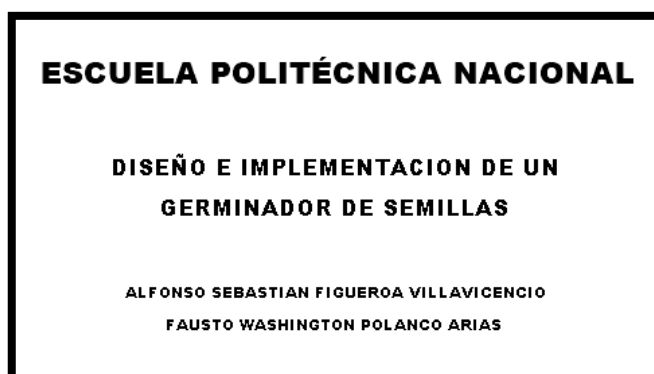 ESCUELA POLITÉCNICA NACIONAL
DISEÑO E IMPLEMENTACION DE UN
GERMINADOR DE SEMILLAS
ALFONSO SEBASTIAN FIGUEROA VILLAVICENCIO
FAUSTO WASHINGTON POLANCO ARIAS